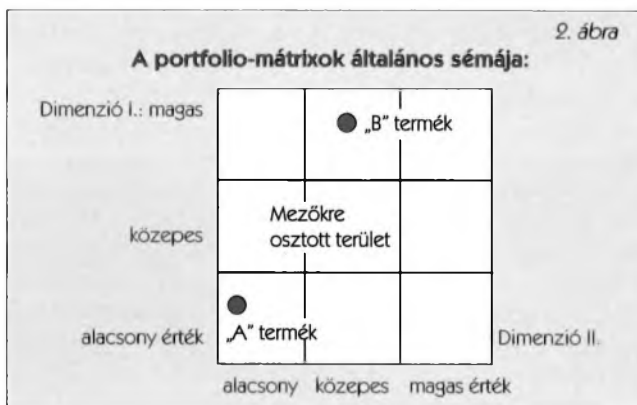 2. ábra
A portfolio-mátrixok általános sémája:
Dimenzió I.: magas
„B” termék
közepes
Mezőkre
osztott terület
alacsony érték
„A” termék
Dimenzió II.
alacsony közepes magas érték